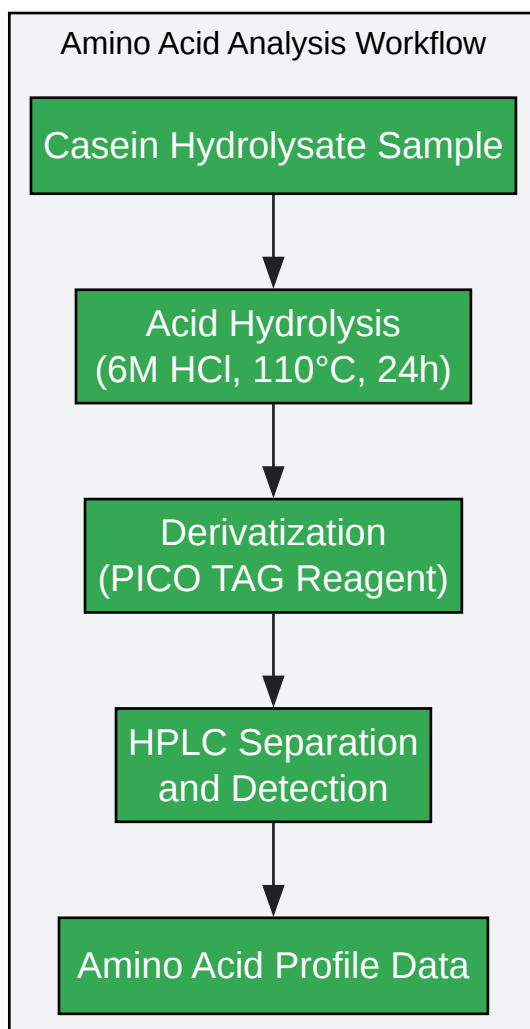 Amino Acid Analysis Workflow
Casein Hydrolysate Sample
Acid Hydrolysis
(6M HCl, 110°C, 24h)
Derivatization
(PICO TAG Reagent)
HPLC Separation
and Detection
Amino Acid Profile Data